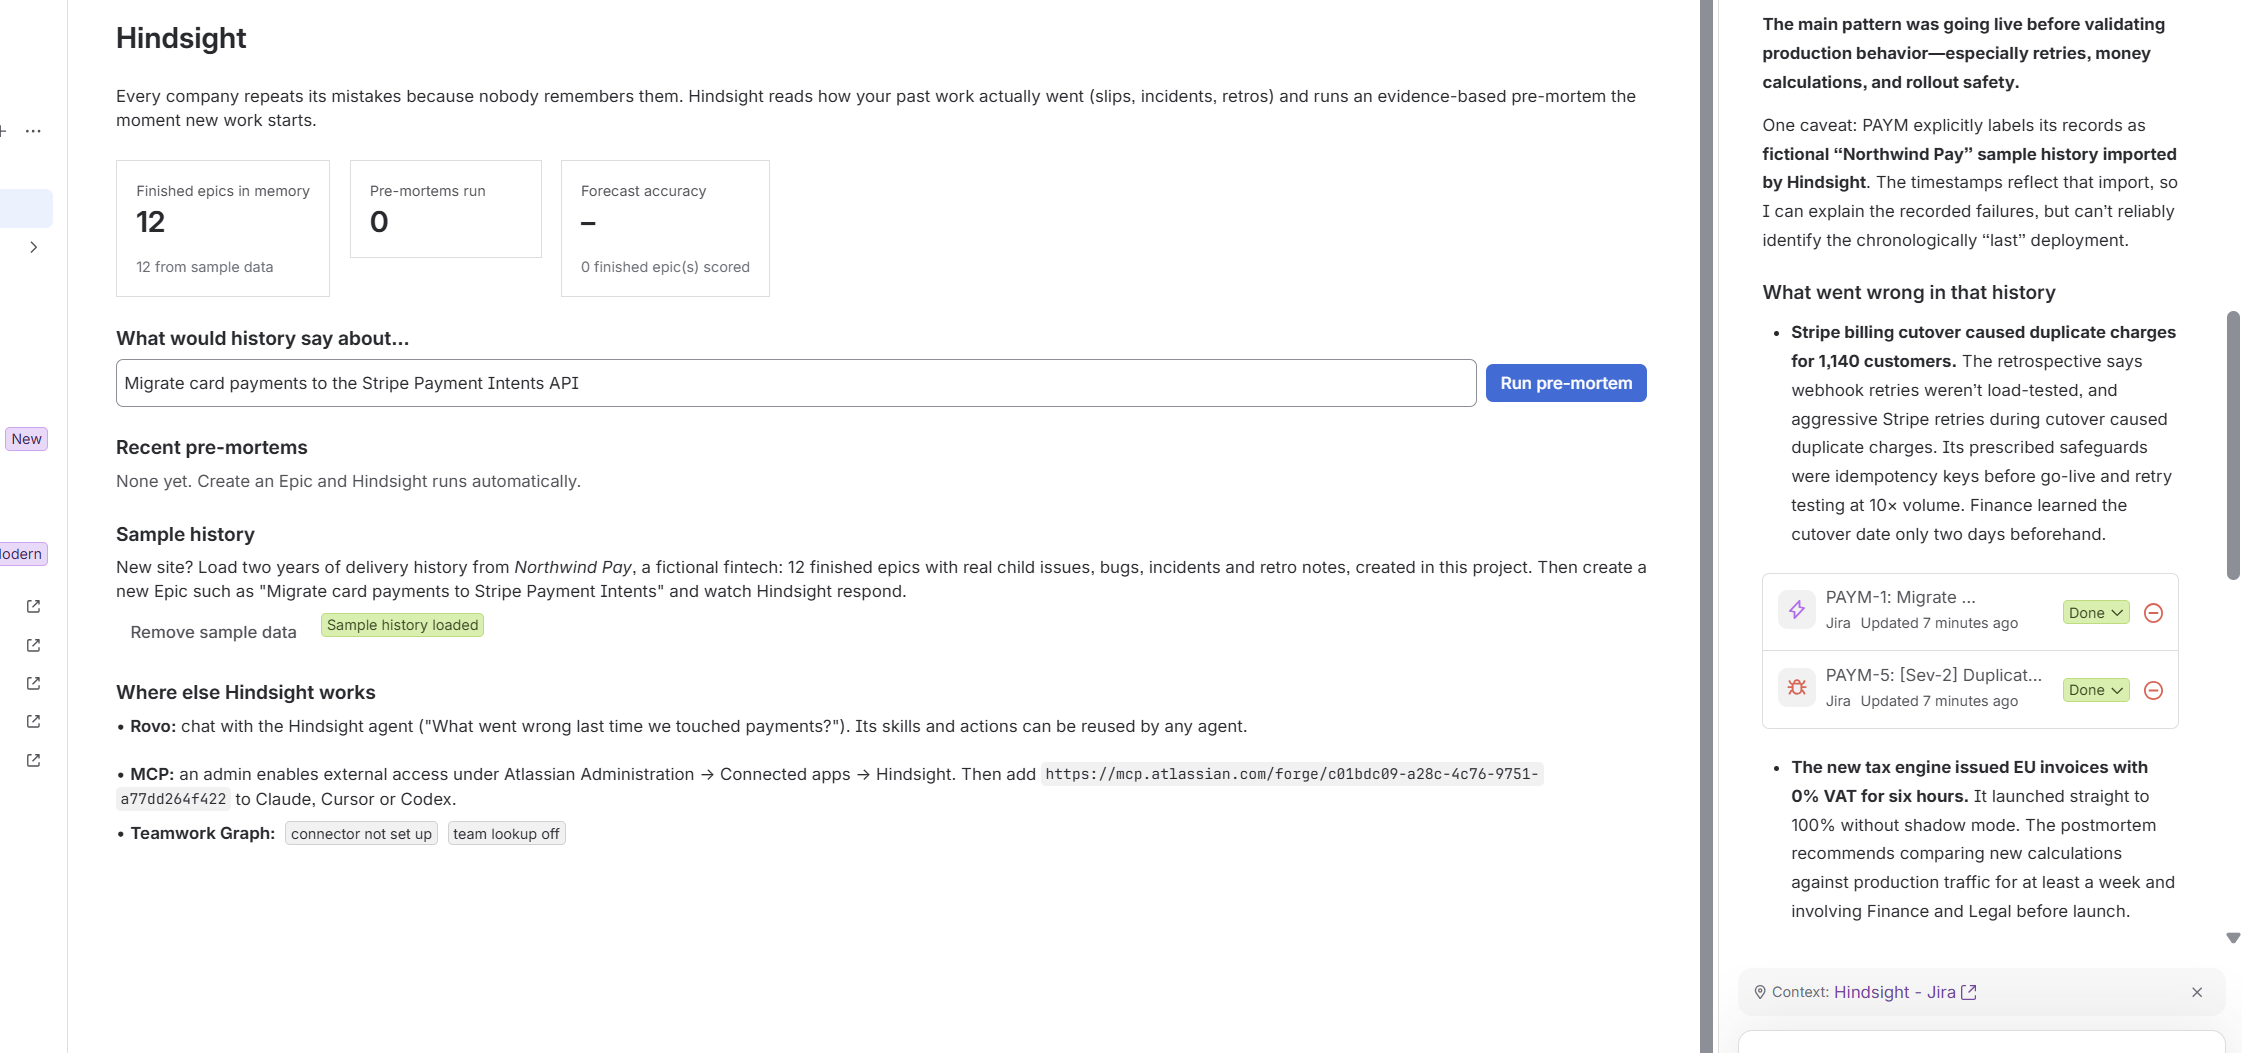 Hindsight
Every company repeats its mistakes because nobody remembers them. Hindsight reads how your past work actually went (slips, incidents, retros) and runs an evidence-based pre-mortem the
moment new work starts.
Finished epics in memory
12
12 from sample data
Pre-mortems run
0
Forecast accuracy
–
0 finished epic(s) scored
What would history say about...
Migrate card payments to the Stripe Payment Intents API
Run pre-mortem
Recent pre-mortems
None yet. Create an Epic and Hindsight runs automatically.
Sample history
New site? Load two years of delivery history from Northwind Pay, a fictional fintech: 12 finished epics with real child issues, bugs, incidents and retro notes, created in this project. Then create a
new Epic such as "Migrate card payments to Stripe Payment Intents" and watch Hindsight respond.
Remove sample data
Sample history loaded
Where else Hindsight works
• Rovo: chat with the Hindsight agent ("What went wrong last time we touched payments?"). Its skills and actions can be reused by any agent.
• MCP: an admin enables external access under Atlassian Administration → Connected apps → Hindsight. Then add https://mcp.atlassian.com/forge/c01bdc09-a28c-4c76-9751-
a77dd264f422 to Claude, Cursor or Codex.
• Teamwork Graph: connector not set up team lookup off
New
odern
The main pattern was going live before validating
production behavior—especially retries, money
calculations, and rollout safety.
One caveat: PAYM explicitly labels its records as
fictional “Northwind Pay” sample history imported
by Hindsight. The timestamps reflect that import, so
I can explain the recorded failures, but can’t reliably
identify the chronologically “last” deployment.
What went wrong in that history
• Stripe billing cutover caused duplicate charges
for 1,140 customers. The retrospective says
webhook retries weren’t load-tested, and
aggressive Stripe retries during cutover caused
duplicate charges. Its prescribed safeguards
were idempotency keys before go-live and retry
testing at 10× volume. Finance learned the
cutover date only two days beforehand.
PAYM-1: Migrate ...
Jira Updated 7 minutes ago
Done
PAYM-5: [Sev-2] Duplicat...
Jira Updated 7 minutes ago
Done
• The new tax engine issued EU invoices with
0% VAT for six hours. It launched straight to
100% without shadow mode. The postmortem
recommends comparing new calculations
against production traffic for at least a week and
involving Finance and Legal before launch.
Context: Hindsight - Jira